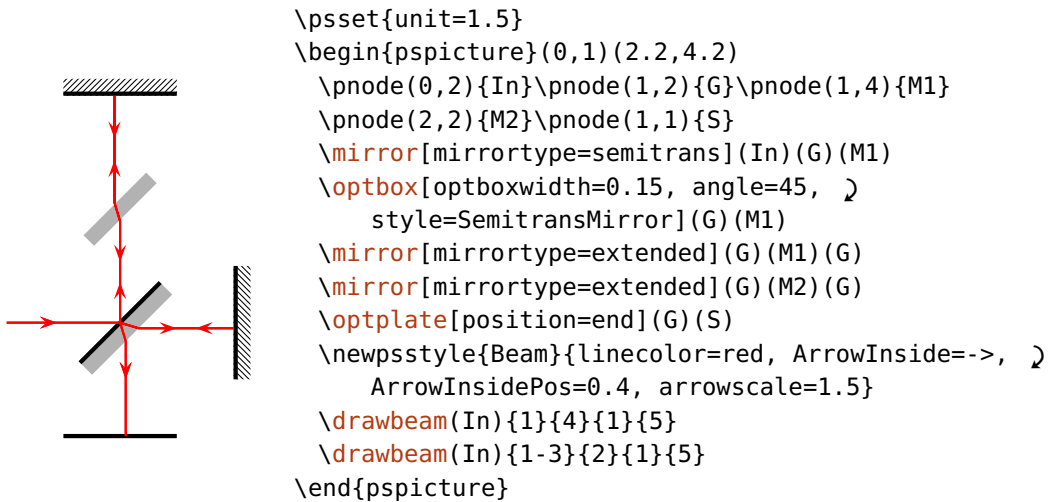 \psset{unit=1.5}
\begin{pspicture}(0,1)(2.2,4.2)
\pnode(0,2){In}\pnode(1,2){G}\pnode(1,4){M1}
\pnode(2,2){M2}\pnode(1,1){S}
\mirror[mirrortype=semitrans](In)(G)(M1)
\optbox[optboxwidth=0.15, angle=45,
style=SemitransMirror](G)(M1)
\mirror[mirrortype=extended](G)(M1)(G)
\mirror[mirrortype=extended](G)(M2)(G)
\optplate[position=end](G)(S)
\newpsstyle{Beam}{linecolor=red, ArrowInside=->,
ArrowInsidePos=0.4, arrowscale=1.5}
\drawbeam(In){1}{4}{1}{5}
\drawbeam(In){1-3}{2}{1}{5}
\end{pspicture}